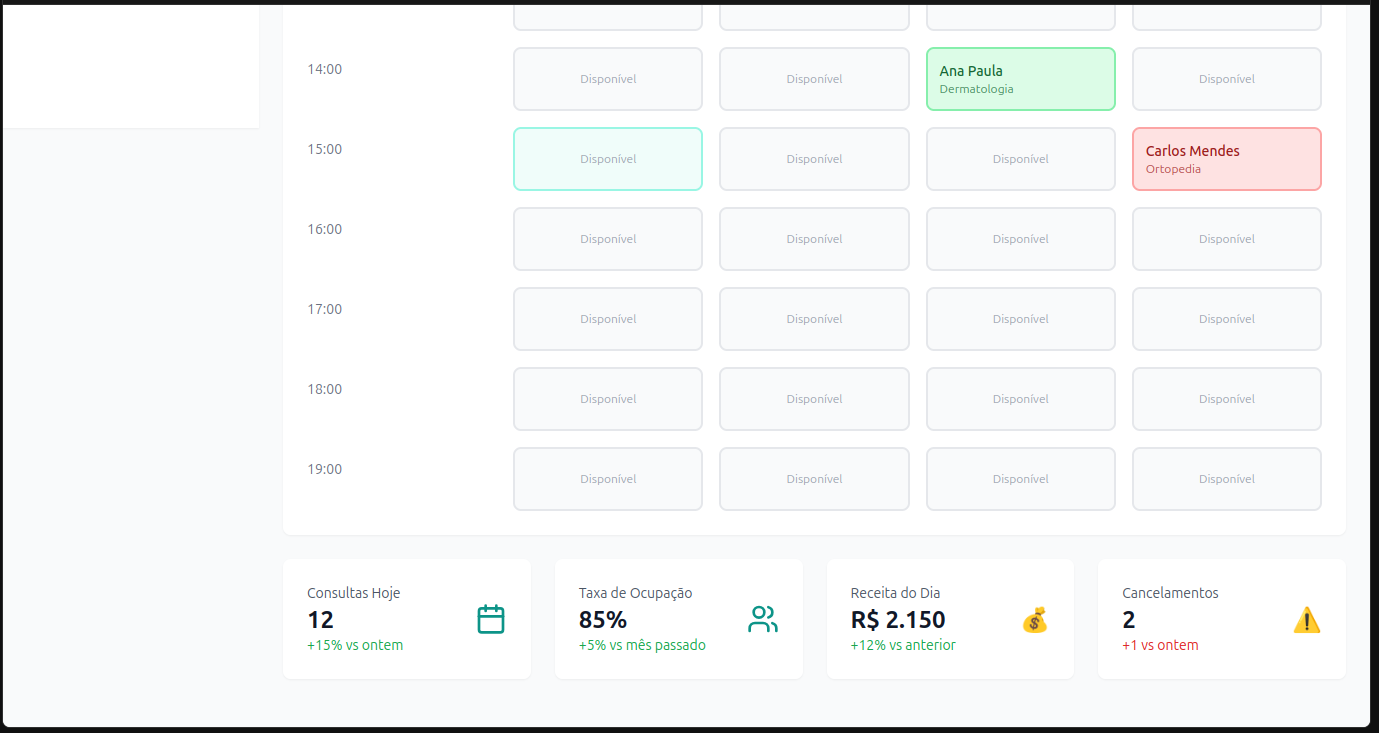 14:00
Disponível
Disponível
Ana Paula
Dermatologia
Disponível
15:00
Disponível
Disponível
Disponível
Carlos Mendes
Ortopedia
16:00
Disponível
Disponível
Disponível
Disponível
17:00
Disponível
Disponível
Disponível
Disponível
18:00
Disponível
Disponível
Disponível
Disponível
19:00
Disponível
Disponível
Disponível
Disponível
Consultas Hoje
12
+15% vs ontem
Taxa de Ocupação
85%
+5% vs mês passado
Receita do Dia
R$ 2.150
+12% vs anterior
Cancelamentos
2
+1 vs ontem